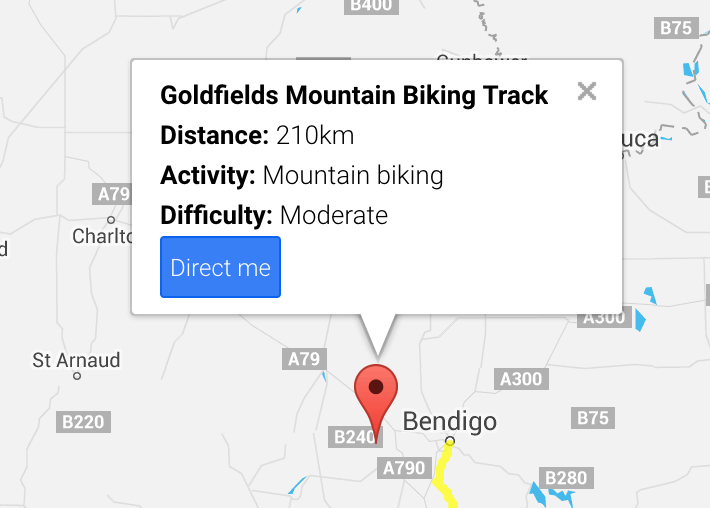 B400
B75
Goldfields Mountain Biking Track
Distance: 210km
Activity: Mountain biking
Difficulty: Moderate
Direct me
A79
uca
Charlto
A300
St Arnaud
A79
A300
B220
Bendigo
B75
B240
A790
B280